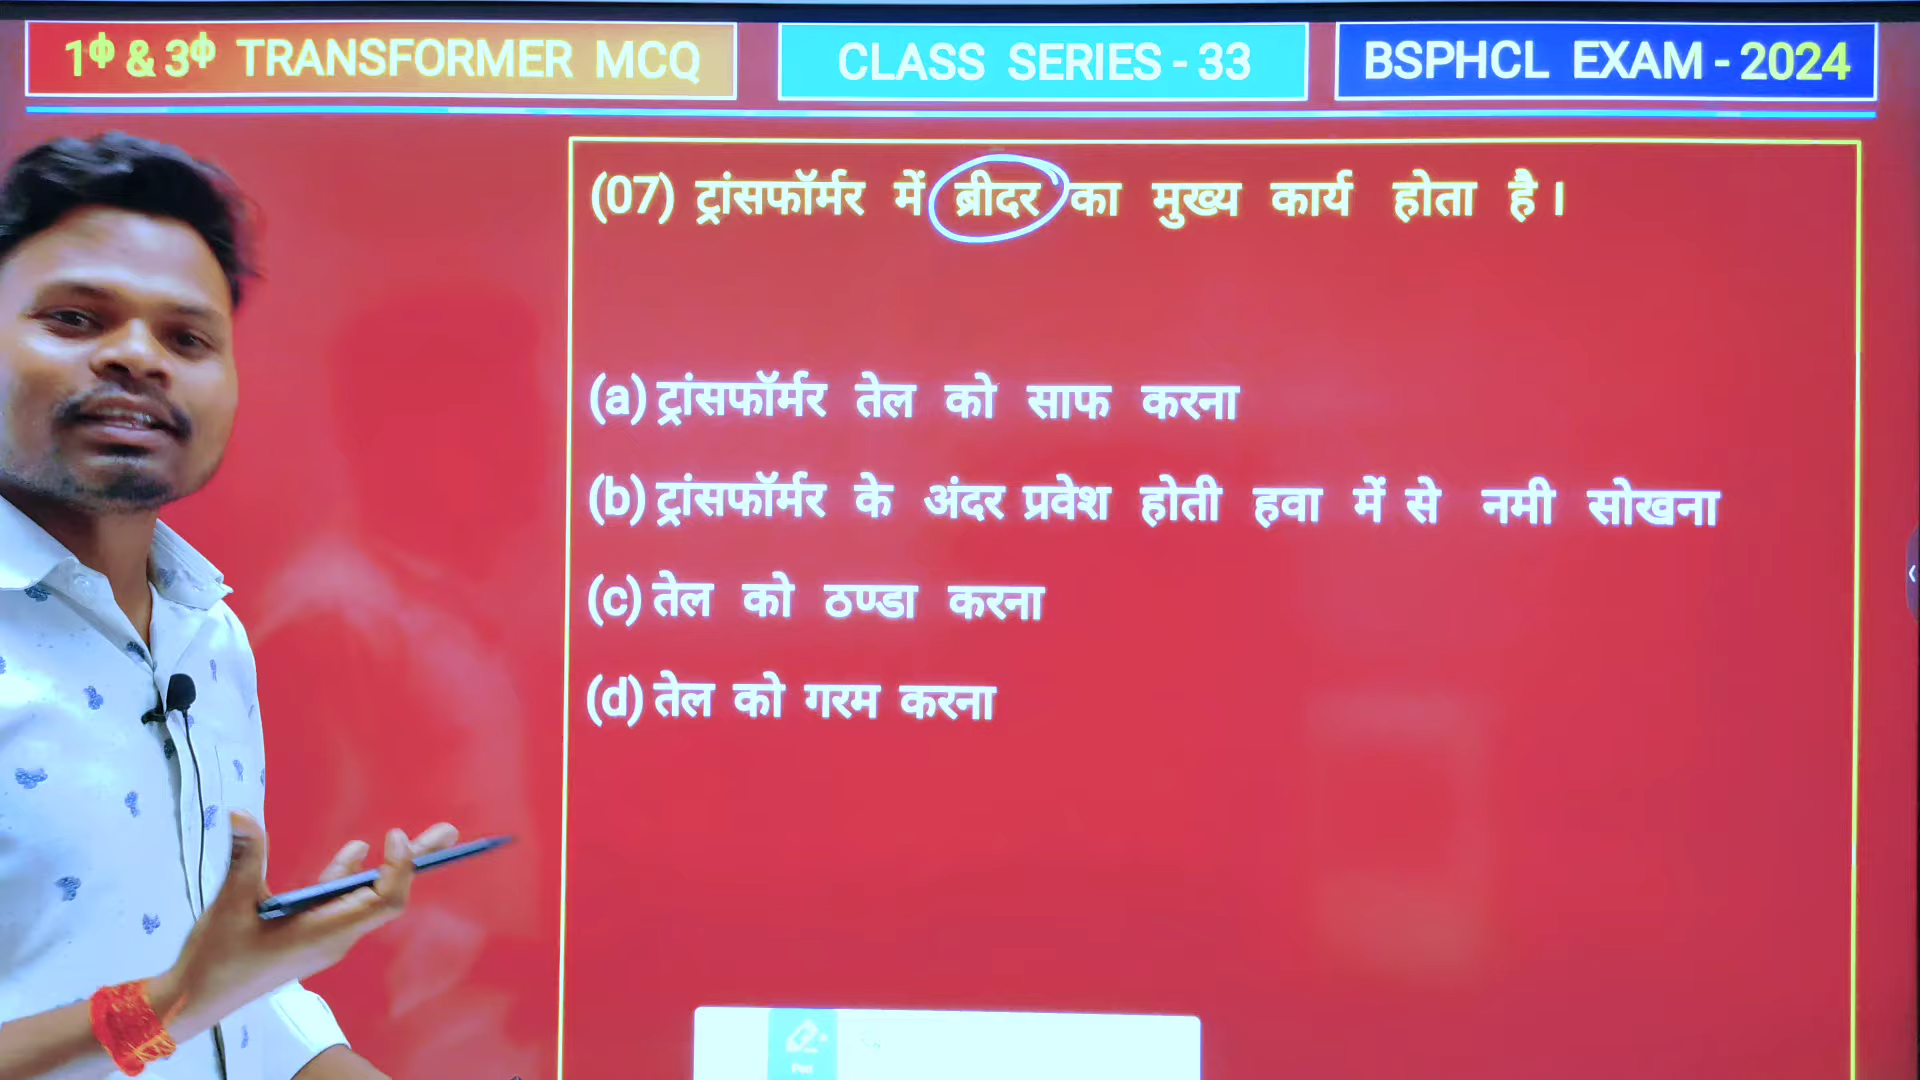 1ϕ & 3ϕ TRANSFORMER MCQ
CLASS SERIES - 33
BSPHCL EXAM - 2024
(07) ट्रांसफॉर्मर में ब्रीदर का मुख्य कार्य होता है ।
(a) ट्रांसफॉर्मर तेल को साफ करना
(b) ट्रांसफॉर्मर के अंदर प्रवेश होती हवा में से नमी सोखना
(c) तेल को ठण्डा करना
(d) तेल को गरम करना
Pen